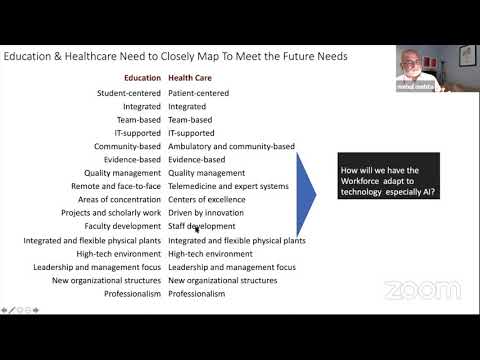 Education & Healthcare Need to Closely Map To Meet the Future Needs
Education Health Care
Student-centered Patient-centered
Integrated Integrated
Team-based Team-based
IT-supported IT-supported
Community-based Ambulatory and community-based
Evidence-based Evidence-based
Quality management Quality management
Remote and face-to-face Telemedicine and expert systems
Areas of concentration Centers of excellence
Projects and scholarly work Driven by innovation
Faculty development Staff development
Integrated and flexible physical plants Integrated and flexible physical plants
High-tech environment High-tech environment
Leadership and management focus Leadership and management focus
New organizational structures New organizational structures
Professionalism Professionalism
How will we have the
Workforce adapt to
technology especially AI?
mehul mehta
zoom